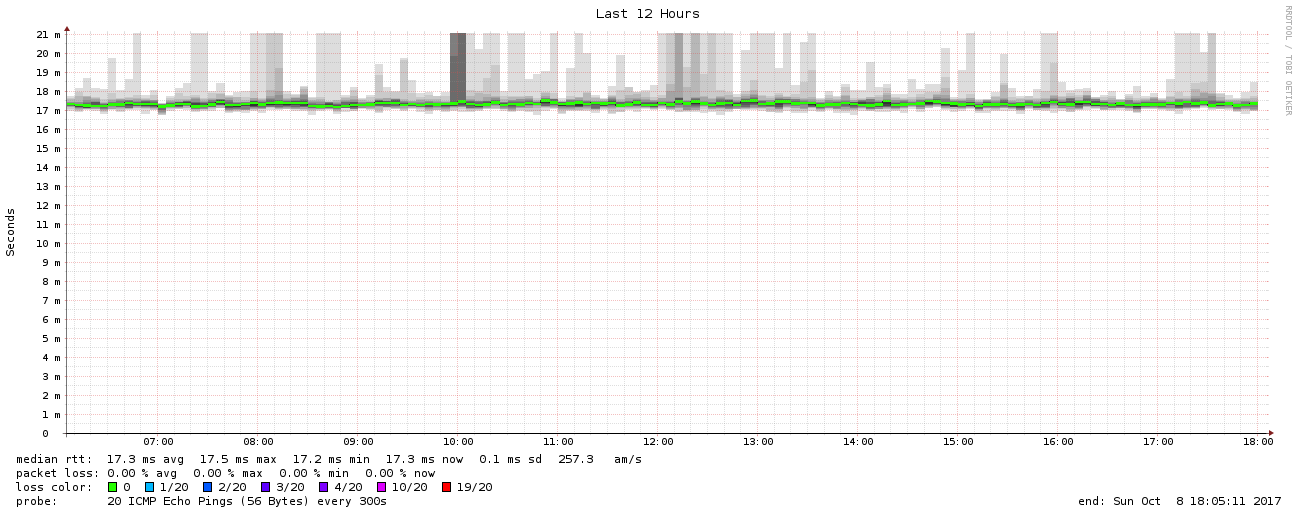 Last 12 Hours
RRDTOOL / TOBI OETIKER
Seconds
21 m
20 m
19 m
18 m
17 m
16 m
15 m
14 m
13 m
12 m
11 m
10 m
9 m
8 m
7 m
6 m
5 m
4 m
3 m
2 m
1 m
0
07:00 08:00 09:00 10:00 11:00 12:00 13:00 14:00 15:00 16:00 17:00 18:00
median rtt: 17.3 ms avg 17.5 ms max 17.2 ms min 17.3 ms now 0.1 ms sd 257.3 am/s
packet loss: 0.00 % avg 0.00 % max 0.00 % min 0.00 % now
loss color: 0 1/20 2/20 3/20 4/20 10/20 19/20
probe: 20 ICMP Echo Pings (56 Bytes) every 300s end: Sun Oct 8 18:05:11 2017